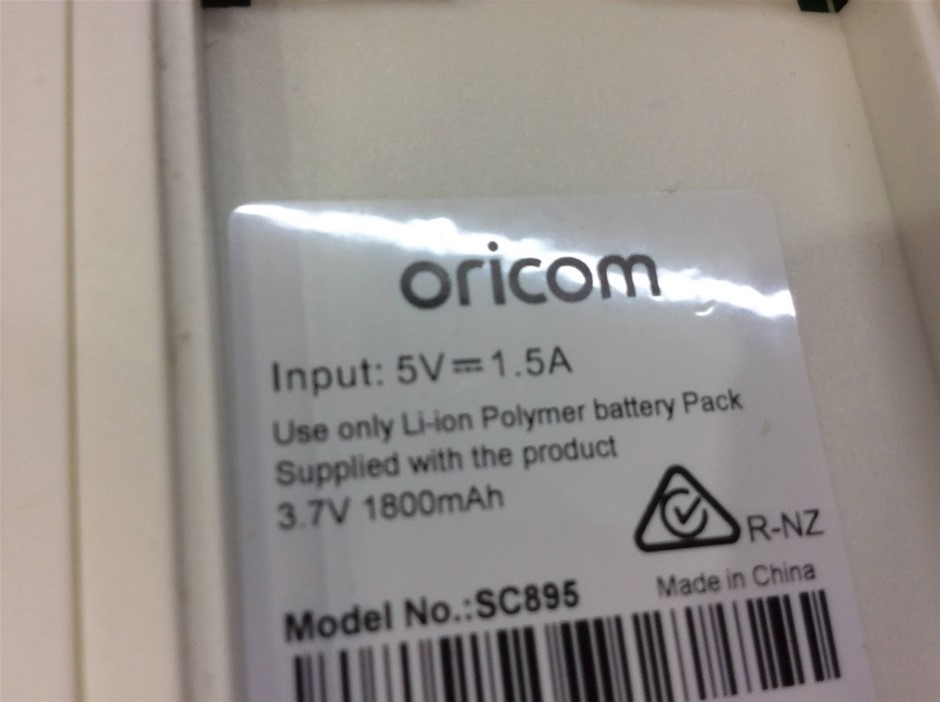 oricom
Input: 5V⎓1.5A
Use only Li-ion Polymer battery Pack
Supplied with the product
3.7V 1800mAh
R-NZ
Made in China
Model No.:SC895